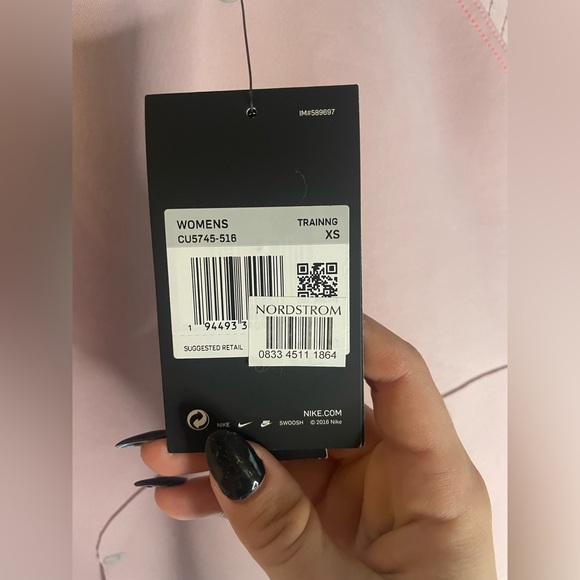 IM#589697
WOMENS TRAINNG
CU5745-516 XS
NORDSTROM
1 94493 3
0833 4511 1864
SUGGESTED RETAIL
NIKE.COM
NIKE SWOOSH © 2016 Nike